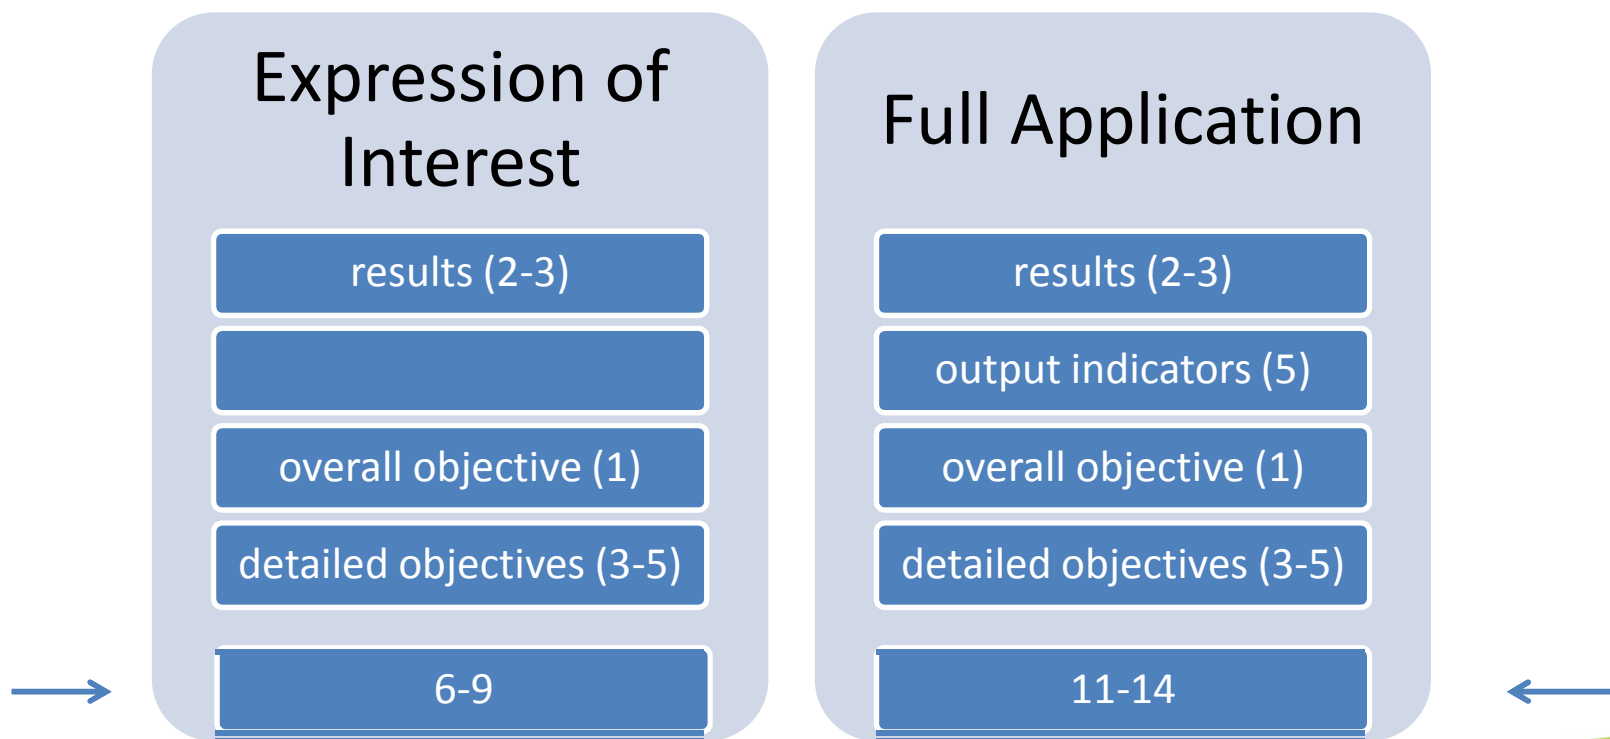 Expression of
Interest
results (2-3)
overall objective (1)
detailed objectives (3-5)
6-9
Full Application
results (2-3)
output indicators (5)
overall objective (1)
detailed objectives (3-5)
11-14